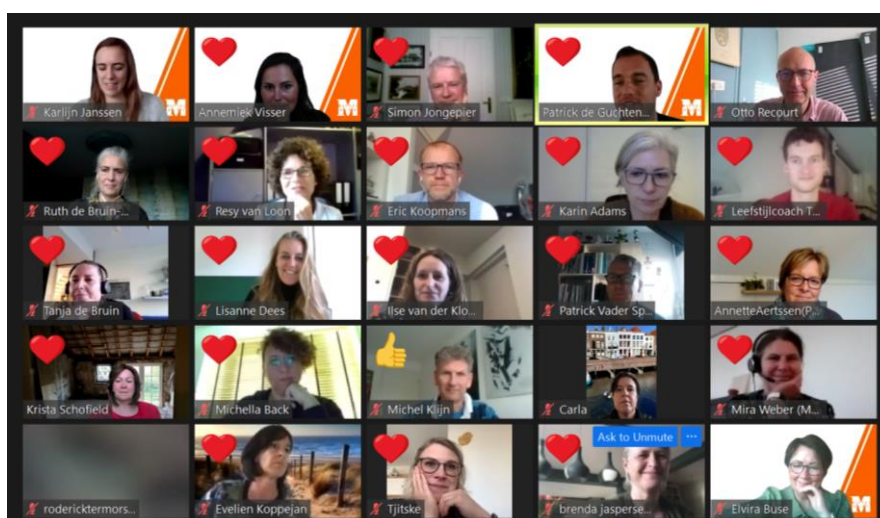 M
Karlijn Janssen
Annemiek Visser
Simon Jongepier
M
Patrick de Guchten...
Otto Recourt
Ruth de Bruin-...
Resy van Loon
Eric Koopmans
Karin Adams
Leefstijlcoach T...
Tanja de Bruin
Lisanne Dees
Ilse van der Klo...
Patrick Vader Sp...
AnnetteAertssen(P...
Krista Schofield
Michella Back
Michel Klijn
Carla
Mira Weber (M...
Ask to Unmute ...
rodericktermors...
Evelien Koppejan
Tjitske
brenda jasperse...
Elvira Buse
M